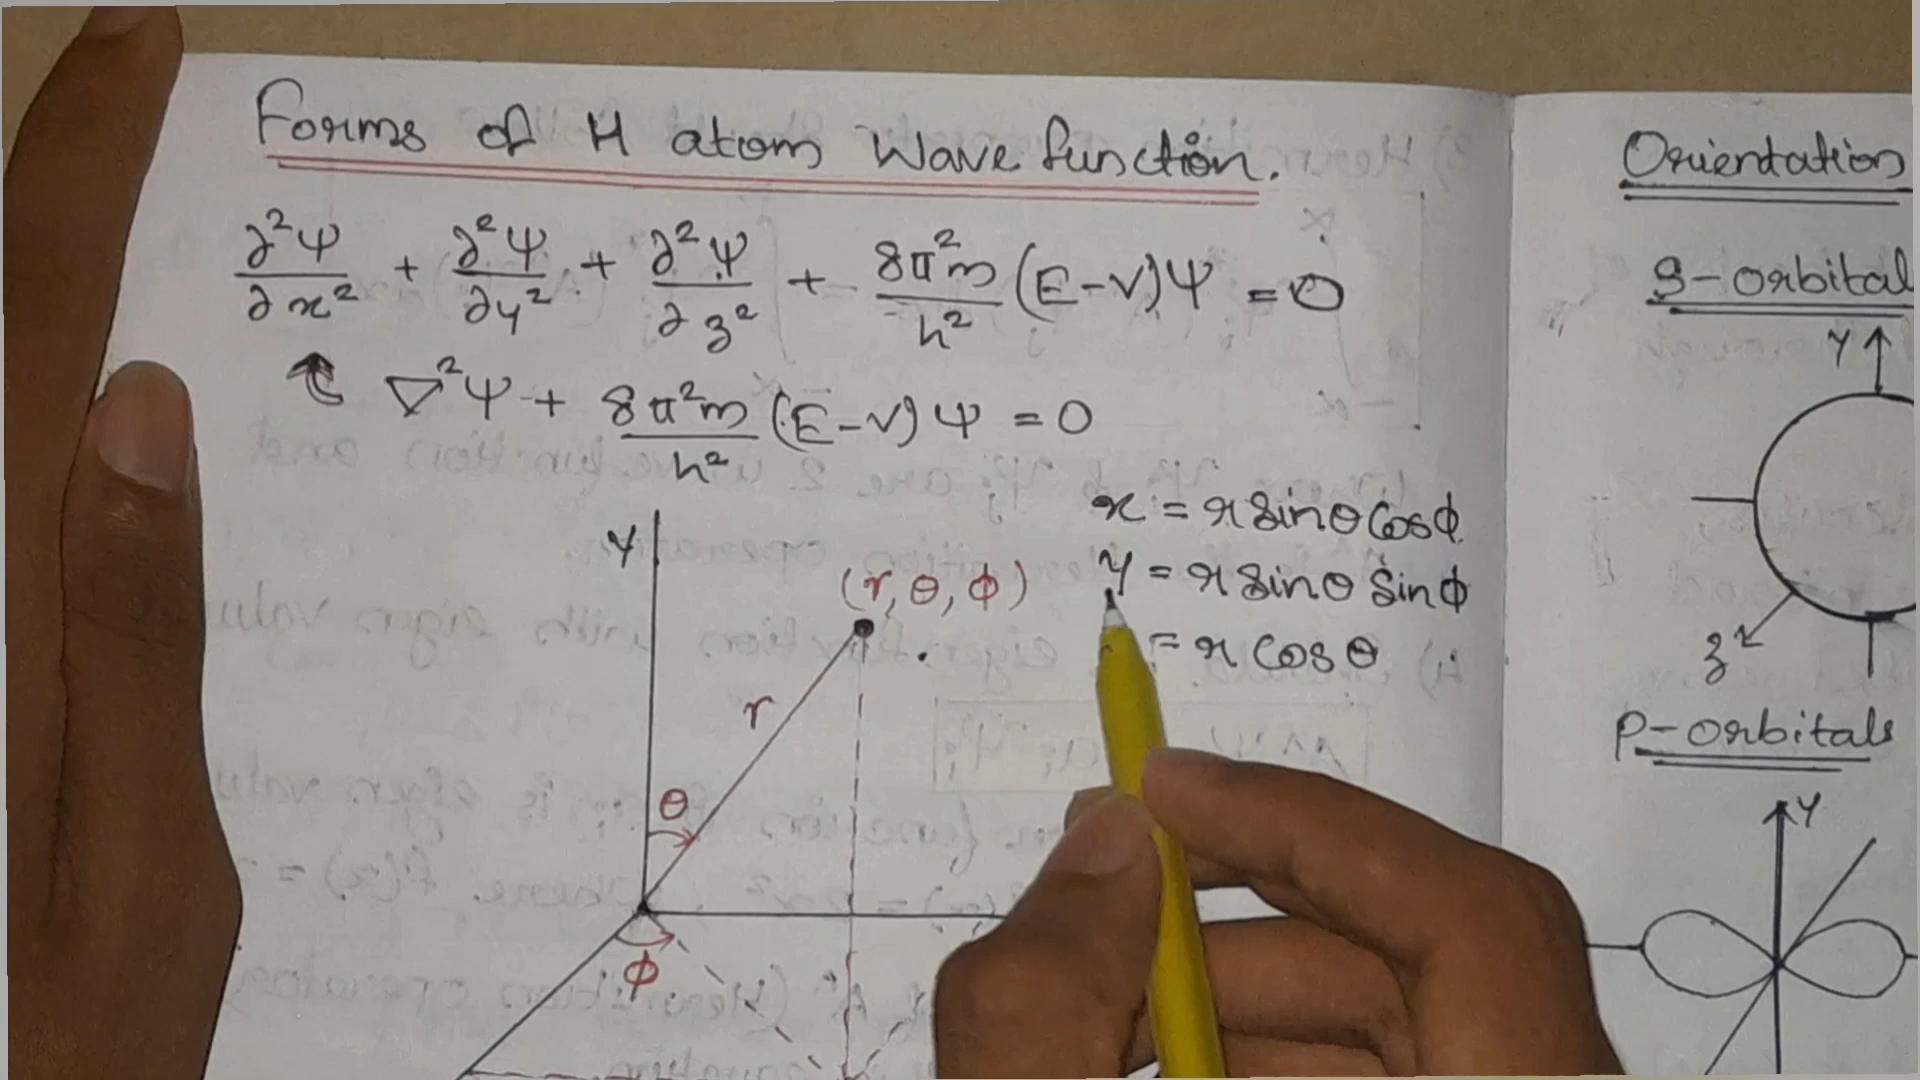 Forms of H atom Wave function.
∂²Ψ/∂x² + ∂²Ψ/∂y² + ∂²Ψ/∂z² + 8π²m/h² (E-V)Ψ = 0
∇²Ψ + 8π²m/h² (E-V)Ψ = 0
x = r sinθ cosϕ
y = r sinθ sinϕ
= r cosθ
Y
(r, θ, ϕ)
r
θ
ϕ
Orientation
S-orbital
Y
z
P-orbitals
Y